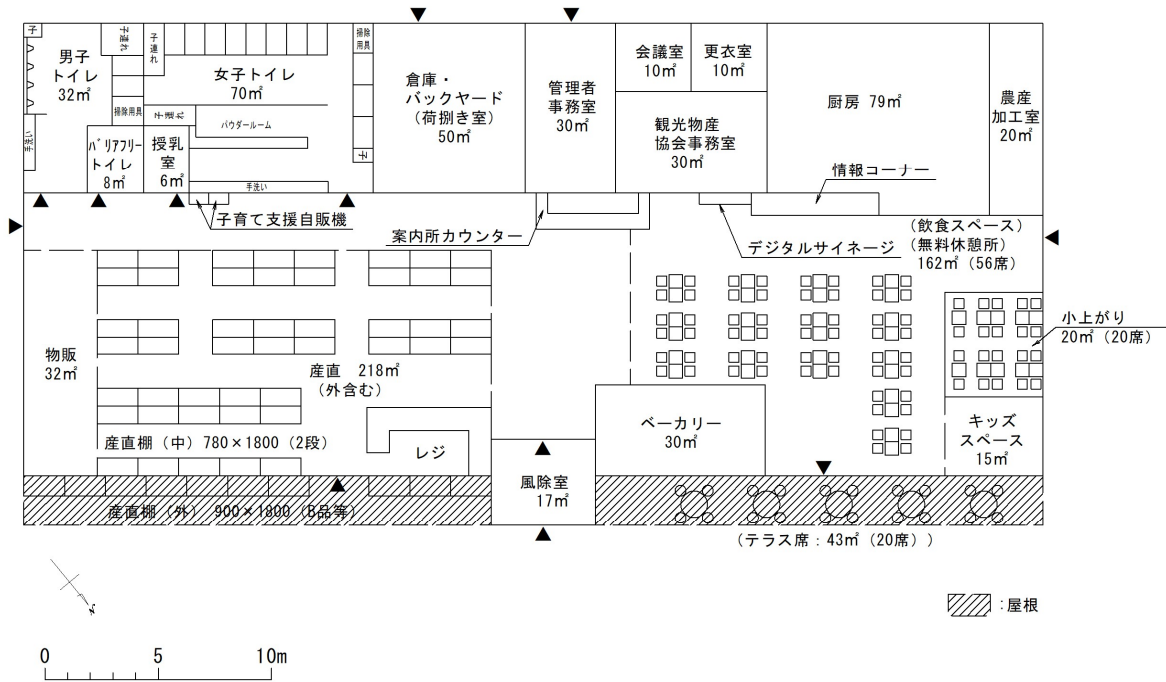 子
男子
トイレ
32㎡
子連れ
子連れ
女子トイレ
70㎡
掃除
用具
倉庫・
バックヤード
(荷捌き室)
50㎡
管理者
事務室
30㎡
会議室
10㎡
更衣室
10㎡
観光物産
協会事務室
30㎡
厨房 79㎡
農産
加工室
20㎡
掃除用具
子連れ
パウダールーム
手洗い
バリアフリー
トイレ
8㎡
授乳
室
6㎡
手洗い
子
子育て支援自販機
案内所カウンター
情報コーナー
デジタルサイネージ
(飲食スペース)
(無料休憩所)
162㎡(56席)
小上がり
20㎡(20席)
物販
32㎡
産直 218㎡
(外含む)
産直棚(中)780×1800(2段)
レジ
ベーカリー
30㎡
キッズ
スペース
15㎡
風除室
17㎡
産直棚(外) 900×1800(B品等)
(テラス席:43㎡(20席))
N
:屋根
0 5 10m